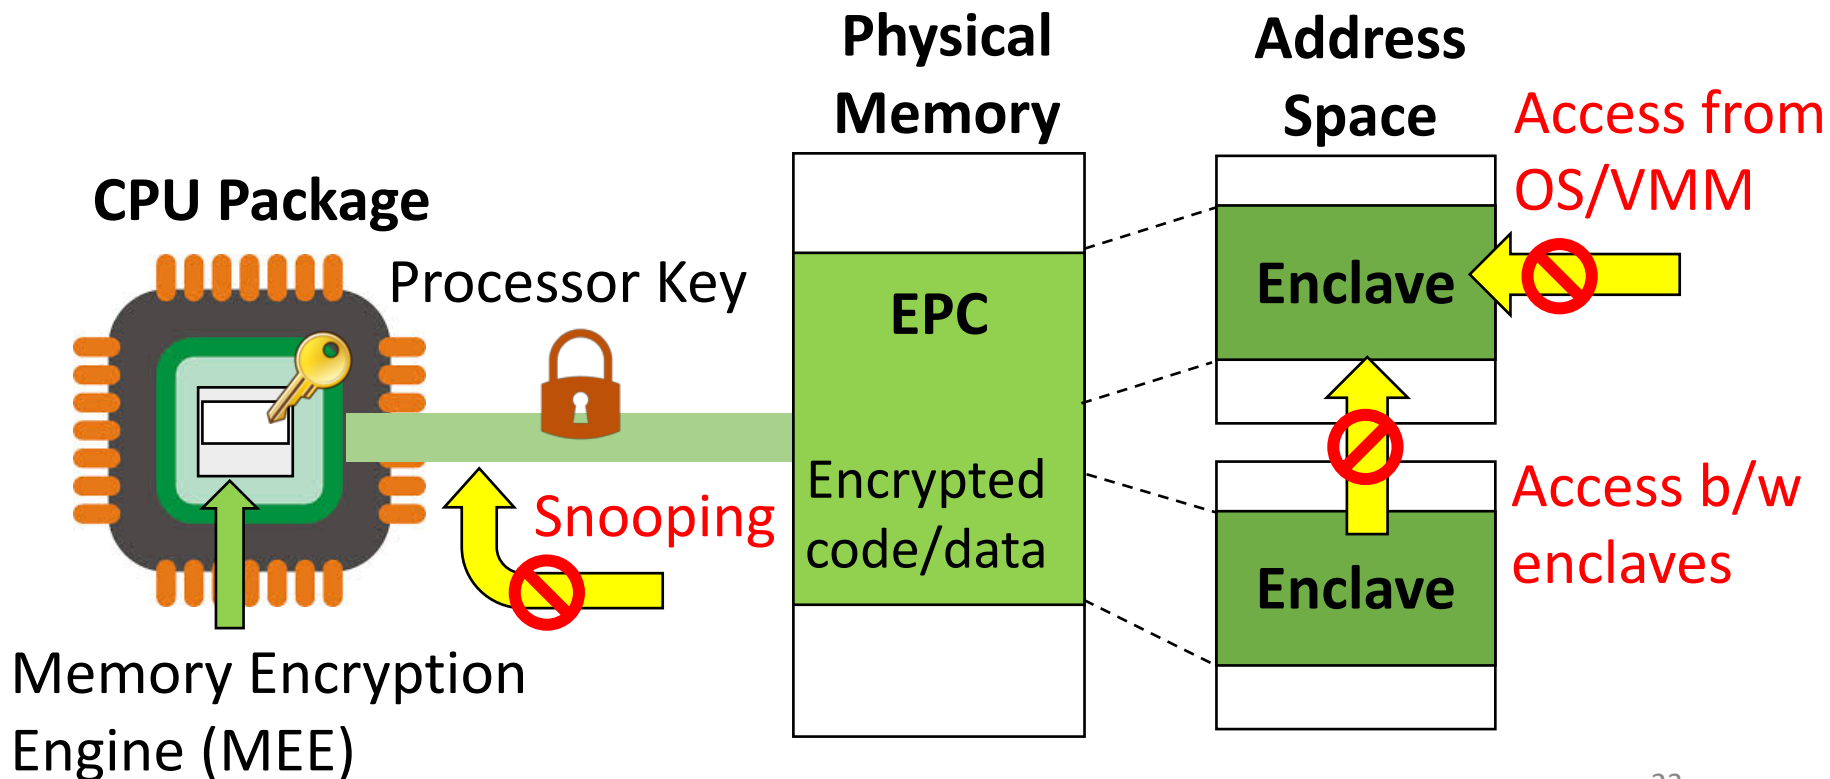 Physical
Memory
Address
Space
Access from
OS/VMM
CPU Package
Processor Key
EPC
Enclave
Encrypted
code/data
Snooping
Access b/w
enclaves
Enclave
Memory Encryption
Engine (MEE)